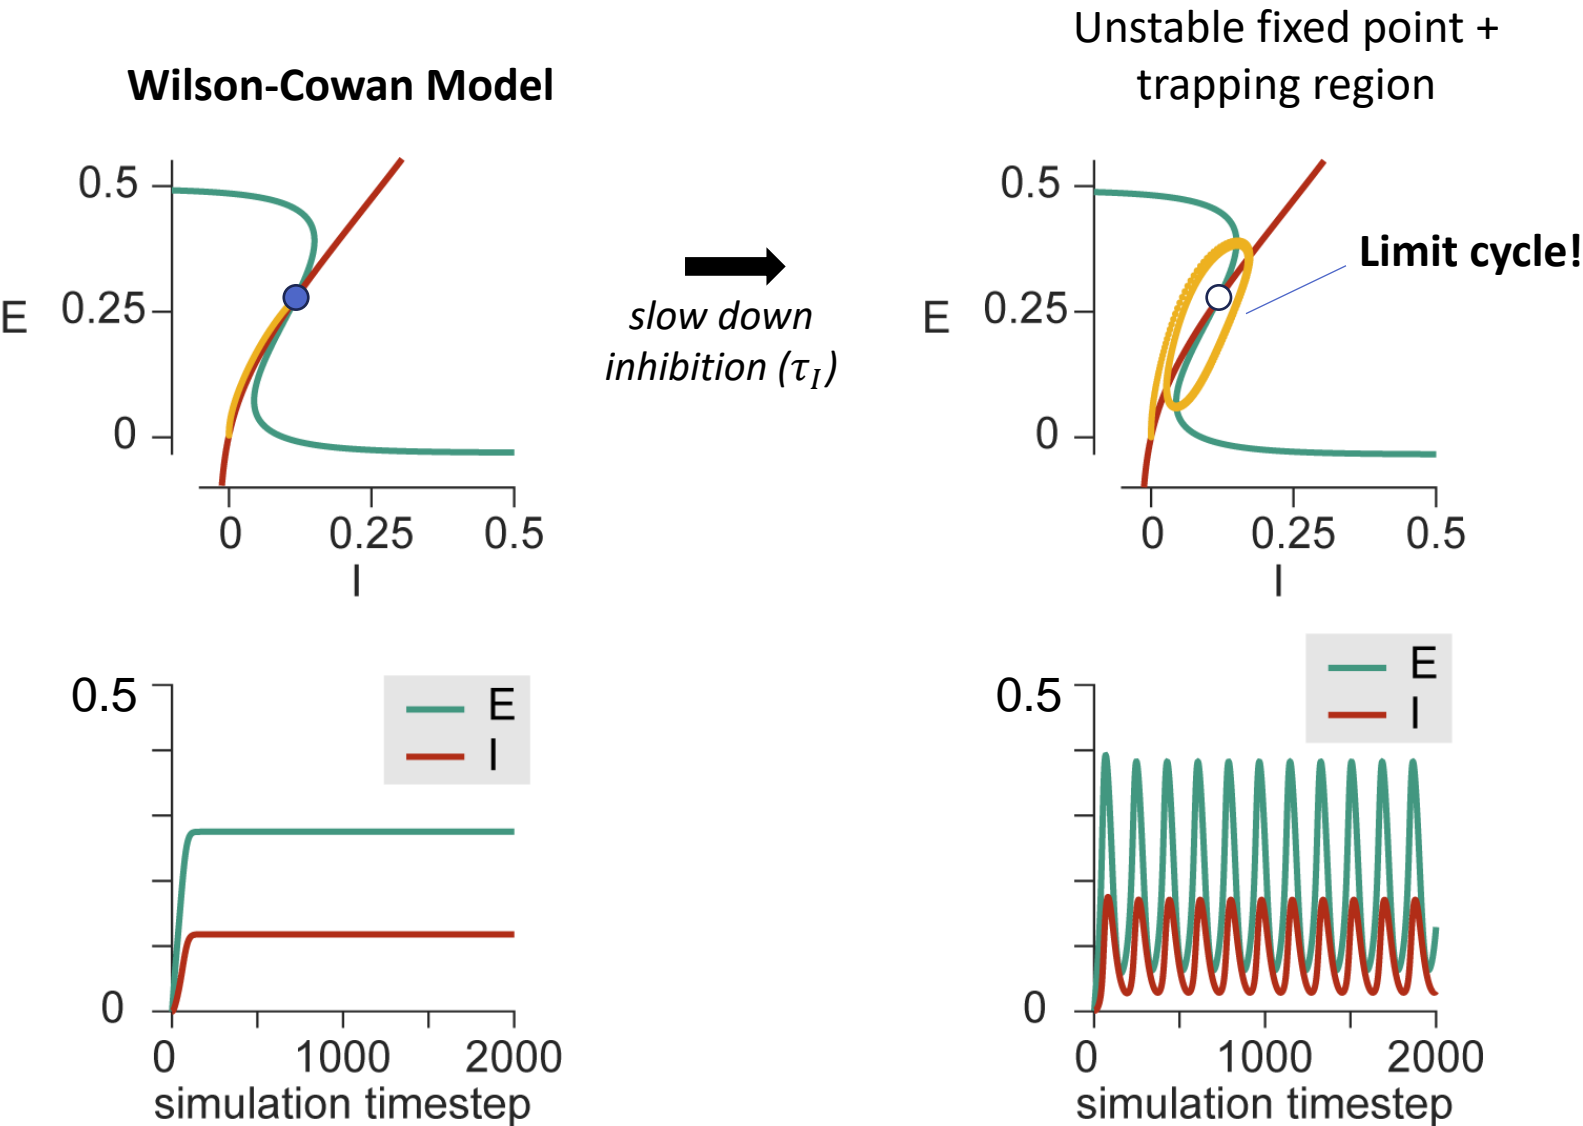 Wilson-Cowan Model
Unstable fixed point +
trapping region
0.5
0.25
0
E
0
0.25
0.5
I
slow down
inhibition (τ_I)
0.5
0.25
0
E
0
0.25
0.5
I
Limit cycle!
0.5
0
E
I
0
1000
2000
simulation timestep
0.5
0
E
I
0
1000
2000
simulation timestep